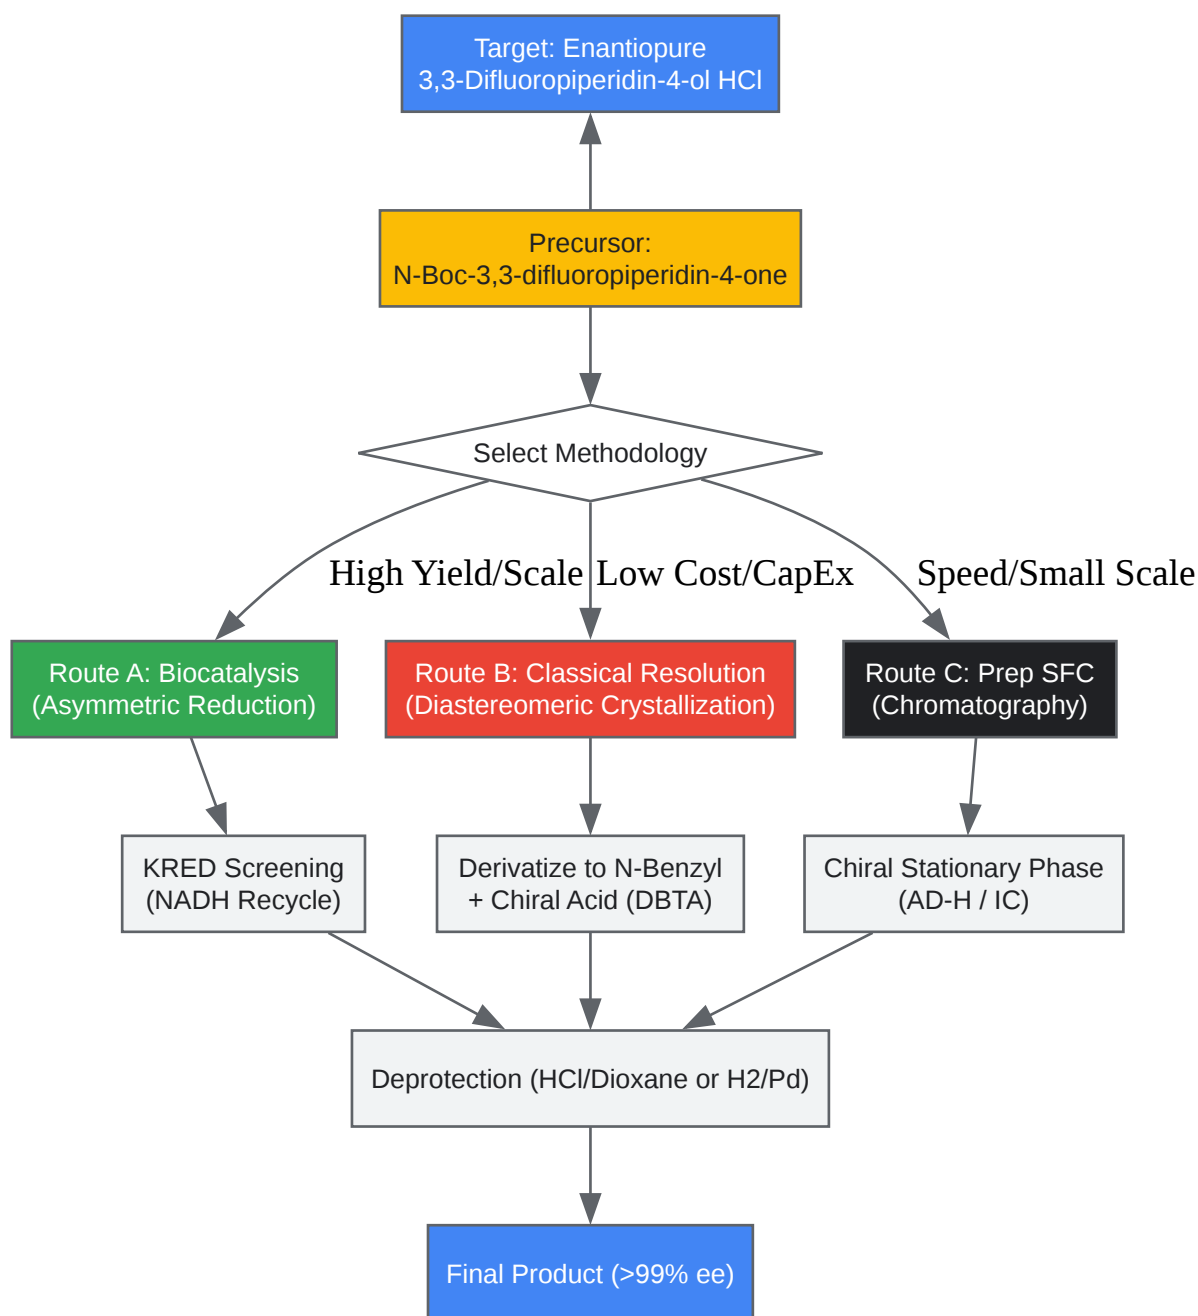 Target: Enantiopure
3,3-Difluoropiperidin-4-ol HCl
Precursor:
N-Boc-3,3-difluoropiperidin-4-one
Select Methodology
High Yield/Scale
Low Cost/CapEx
Speed/Small Scale
Route A: Biocatalysis
(Asymmetric Reduction)
Route B: Classical Resolution
(Diastereomeric Crystallization)
Route C: Prep SFC
(Chromatography)
KRED Screening
(NADH Recycle)
Derivatize to N-Benzyl
+ Chiral Acid (DBTA)
Chiral Stationary Phase
(AD-H / IC)
Deprotection (HCl/Dioxane or H2/Pd)
Final Product (>99% ee)